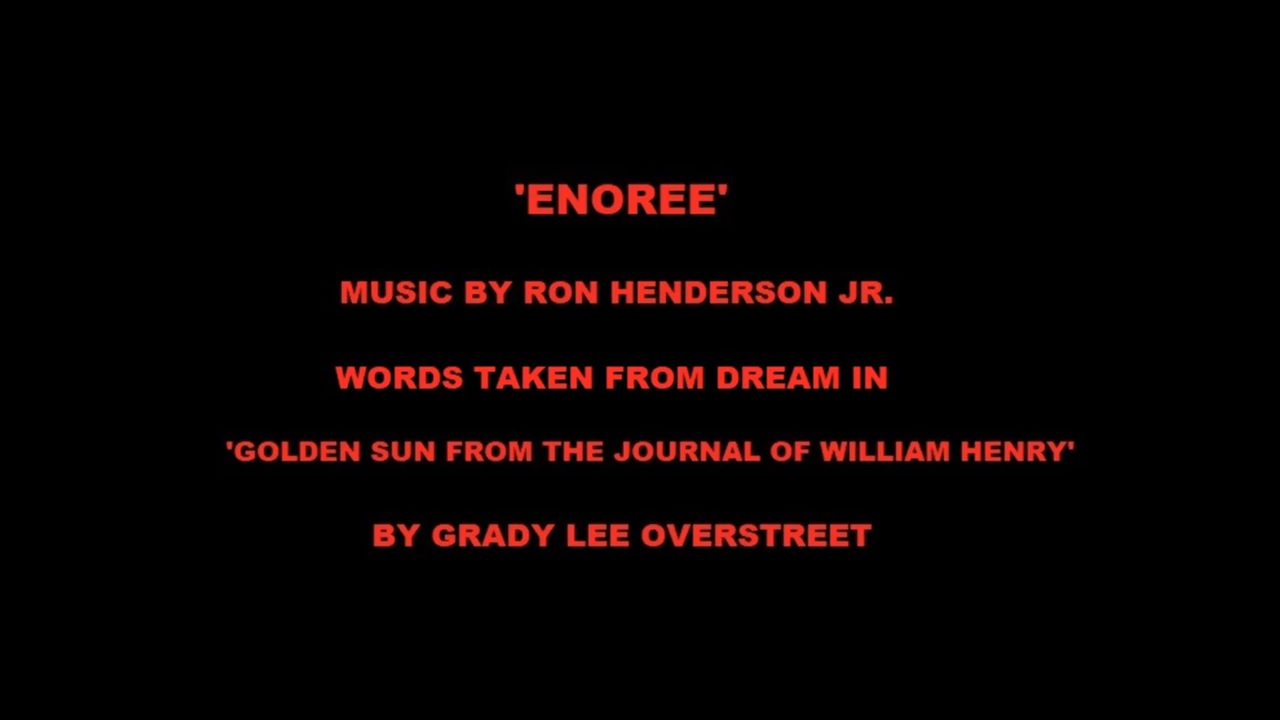 'ENOREE'
MUSIC BY RON HENDERSON JR.
WORDS TAKEN FROM DREAM IN
'GOLDEN SUN FROM THE JOURNAL OF WILLIAM HENRY'
BY GRADY LEE OVERSTREET